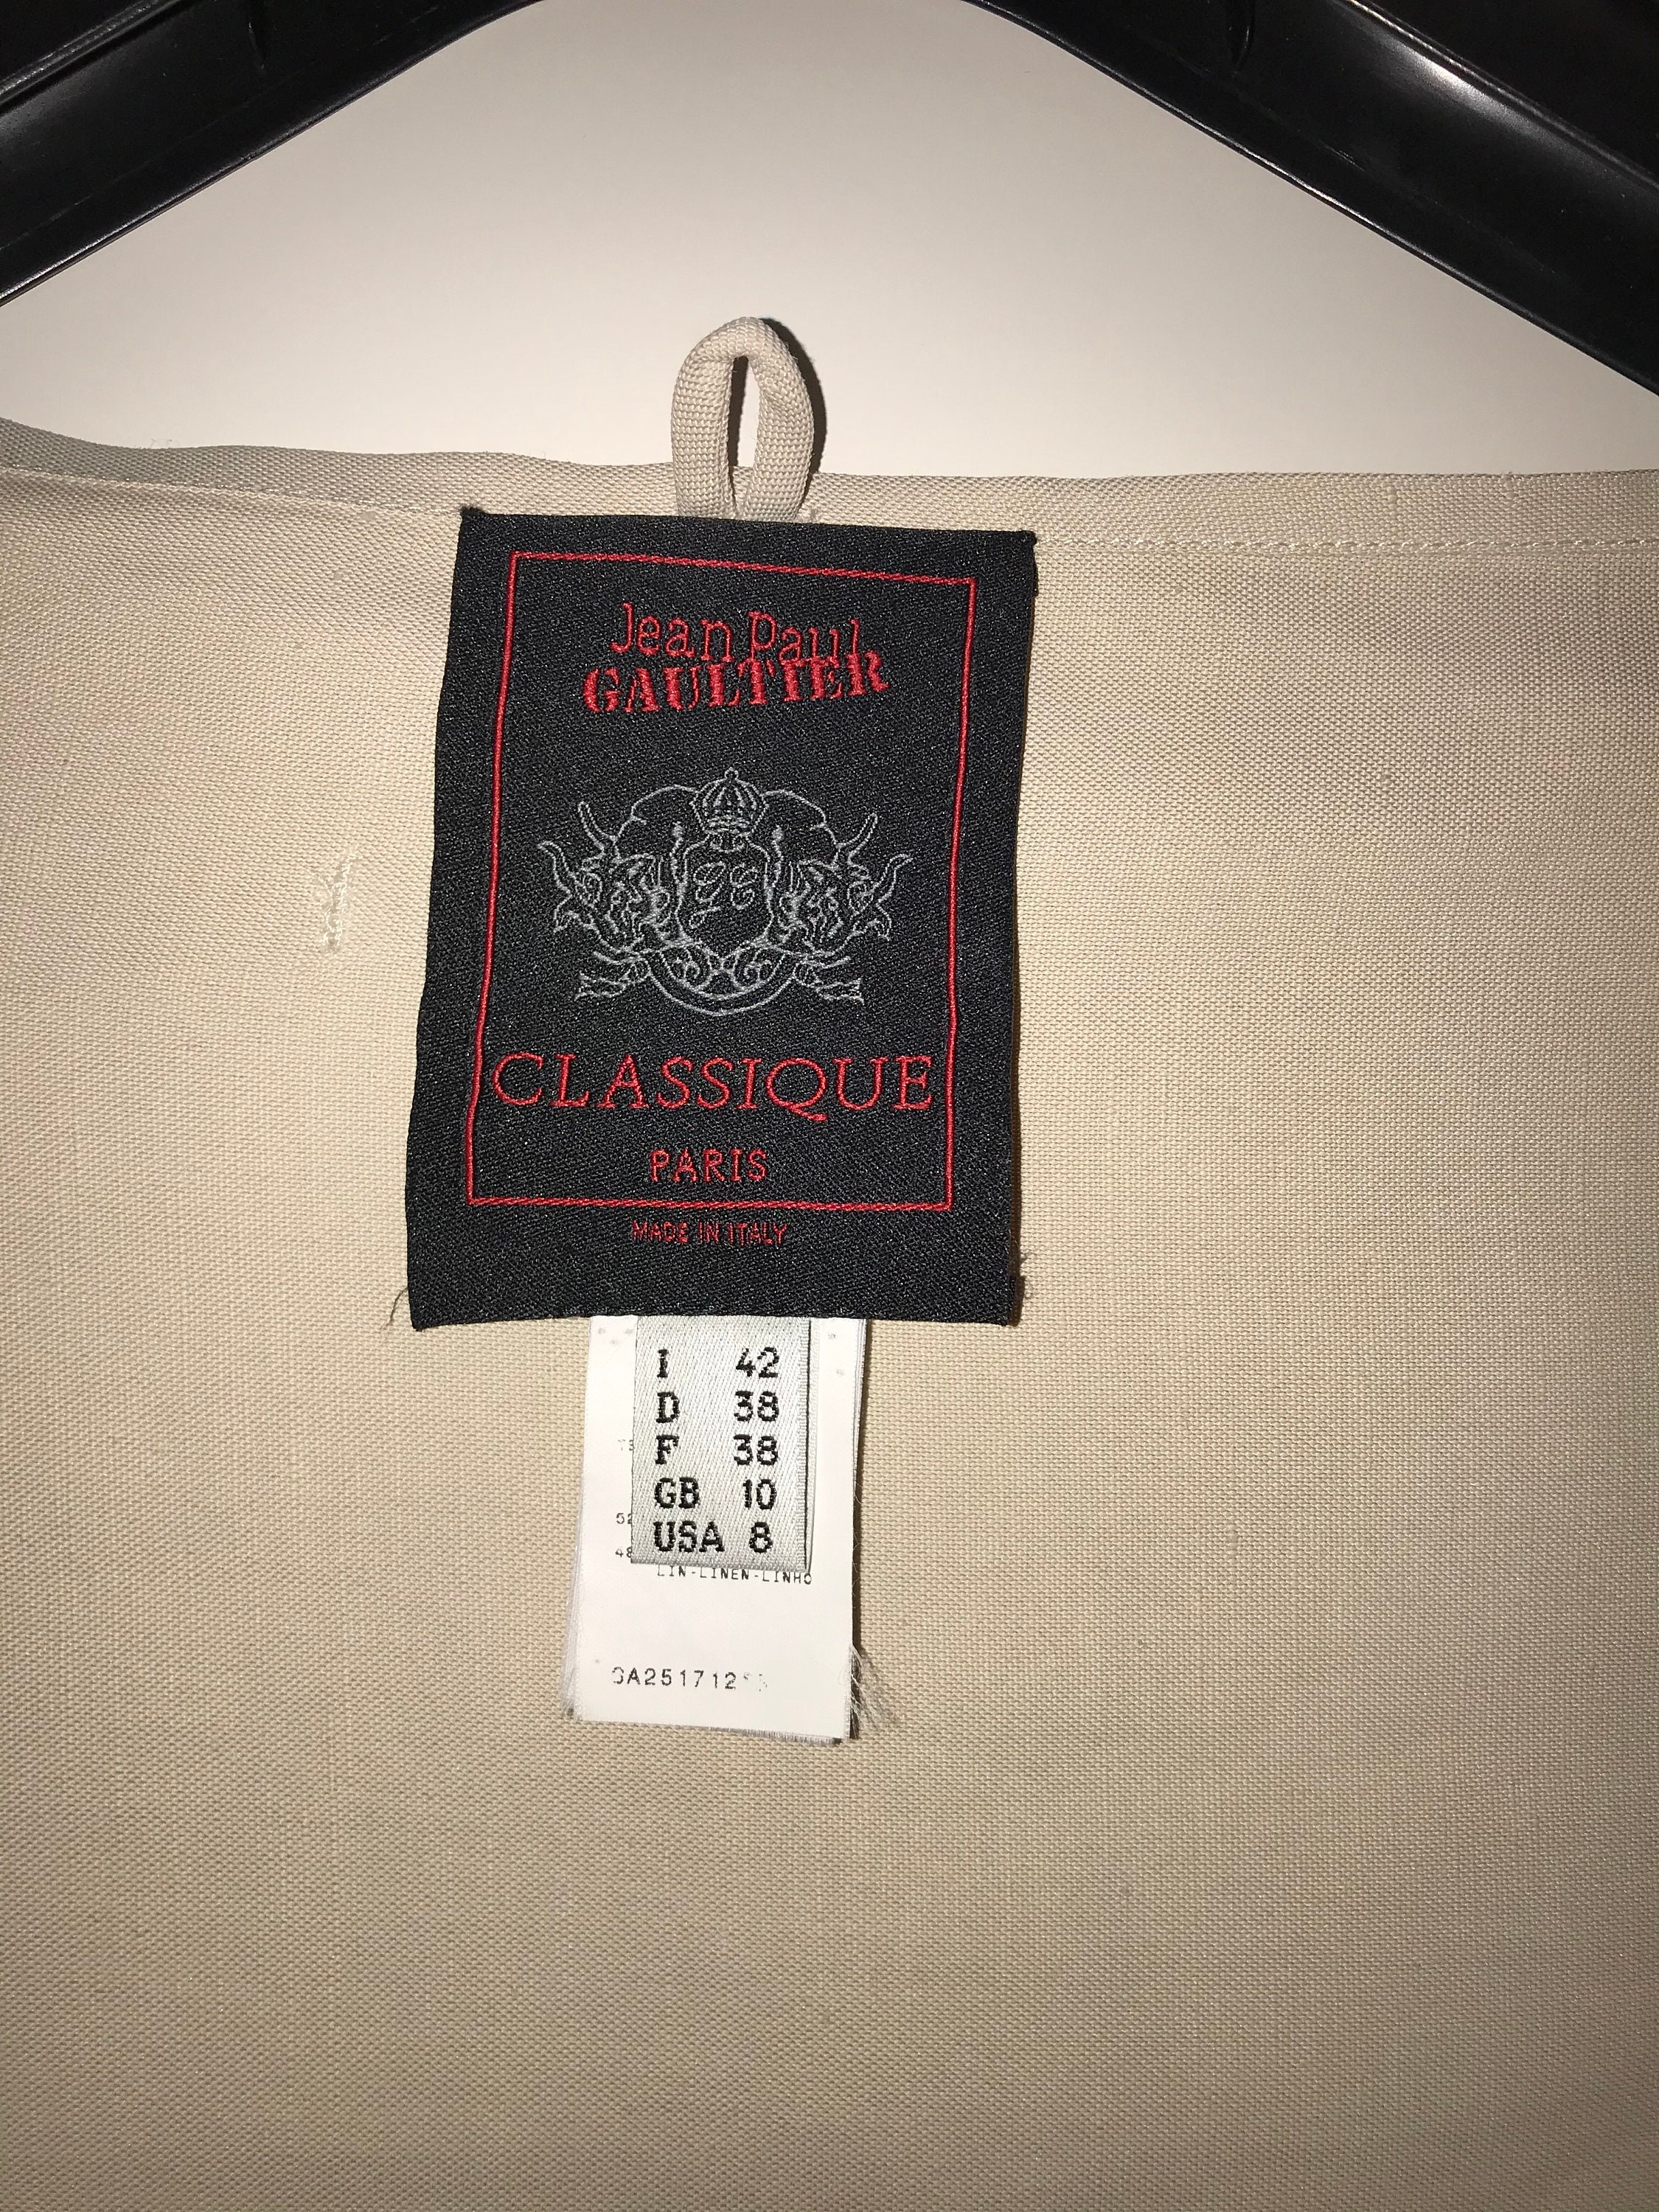 Jean Paul
GAULTIER
CLASSIQUE
PARIS
MADE IN ITALY
I 42
D 38
F 38
GB 10
USA 8
LIN-LINEN-LINHO